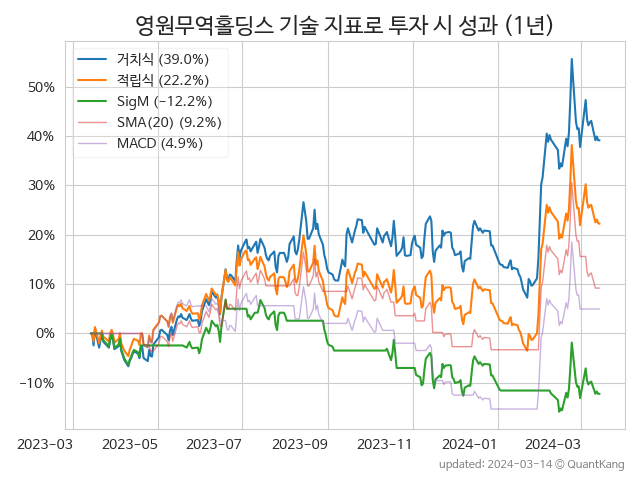 영원무역홀딩스 기술 지표로 투자 시 성과 (1년)
거치식 (39.0%)
적립식 (22.2%)
SigM (−12.2%)
SMA(20) (9.2%)
MACD (4.9%)
50%
40%
30%
20%
10%
0%
−10%
2023-03 2023-05 2023-07 2023-09 2023-11 2024-01 2024-03
updated: 2024-03-14 © QuantKang